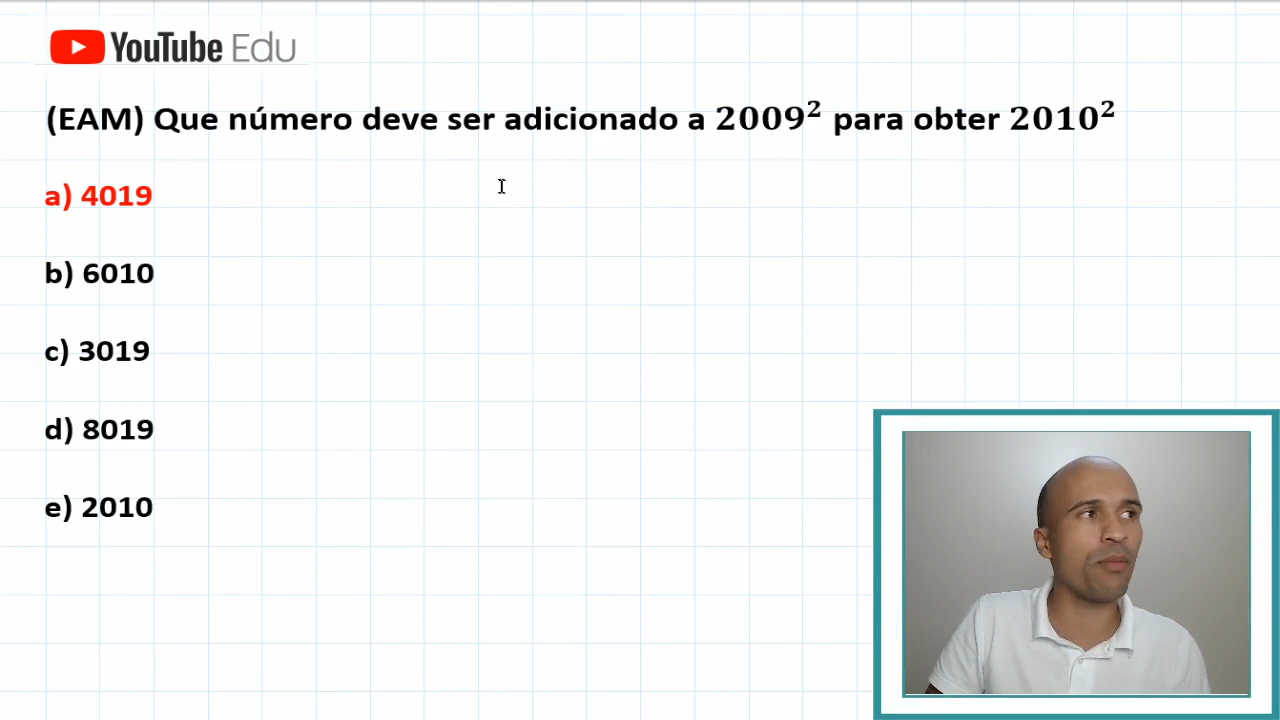 YouTube Edu
(EAM) Que número deve ser adicionado a 2009² para obter 2010²
a) 4019
b) 6010
c) 3019
d) 8019
e) 2010